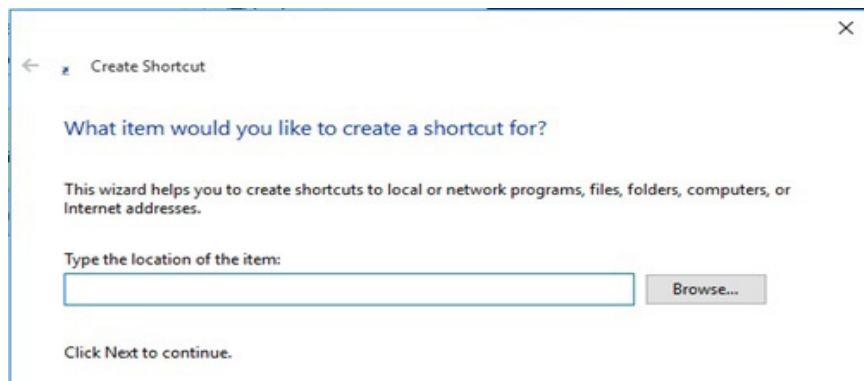 Create Shortcut
What item would you like to create a shortcut for?
This wizard helps you to create shortcuts to local or network programs, files, folders, computers, or
Internet addresses.
Type the location of the item:
Browse...
Click Next to continue.